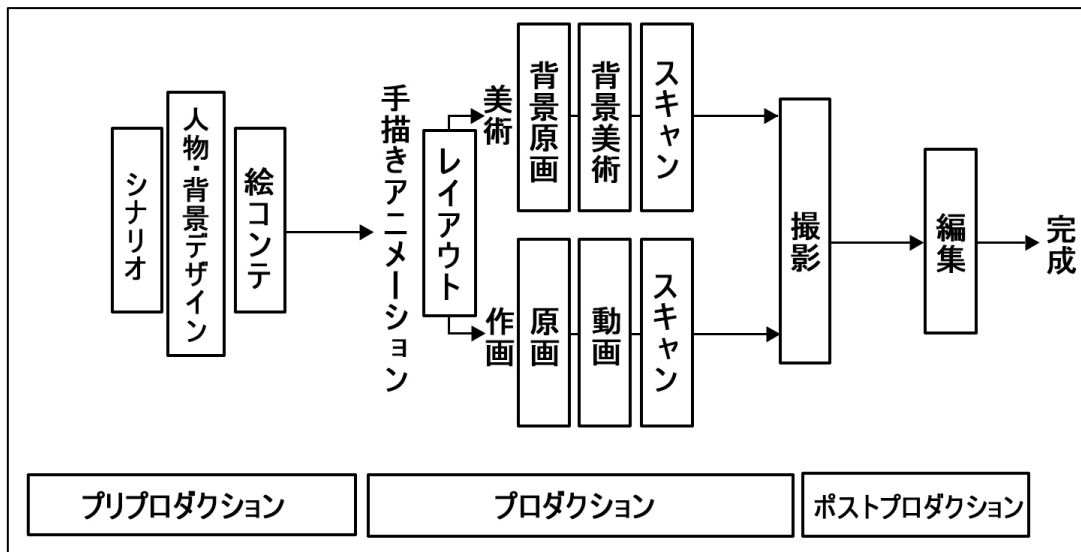 シナリオ
人物・背景デザイン
絵コンテ
手描きアニメーション
レイアウト
美術
背景原画
背景美術
スキャン
作画
原画
動画
スキャン
撮影
編集
完成
プリプロダクション
プロダクション
ポストプロダクション